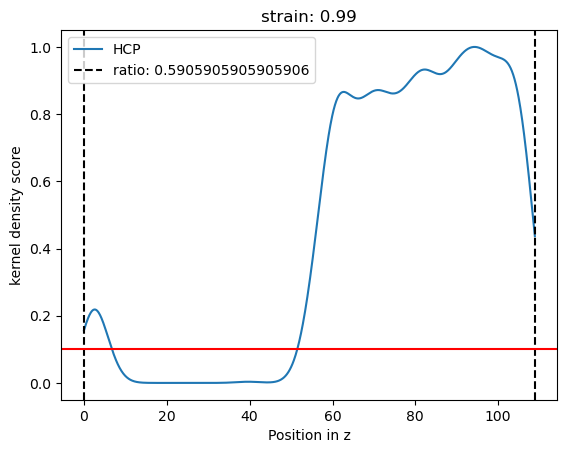 strain: 0.99
HCP
ratio: 0.5905905905905906
kernel density score
1.0
0.8
0.6
0.4
0.2
0.0
0 20 40 60 80 100
Position in z